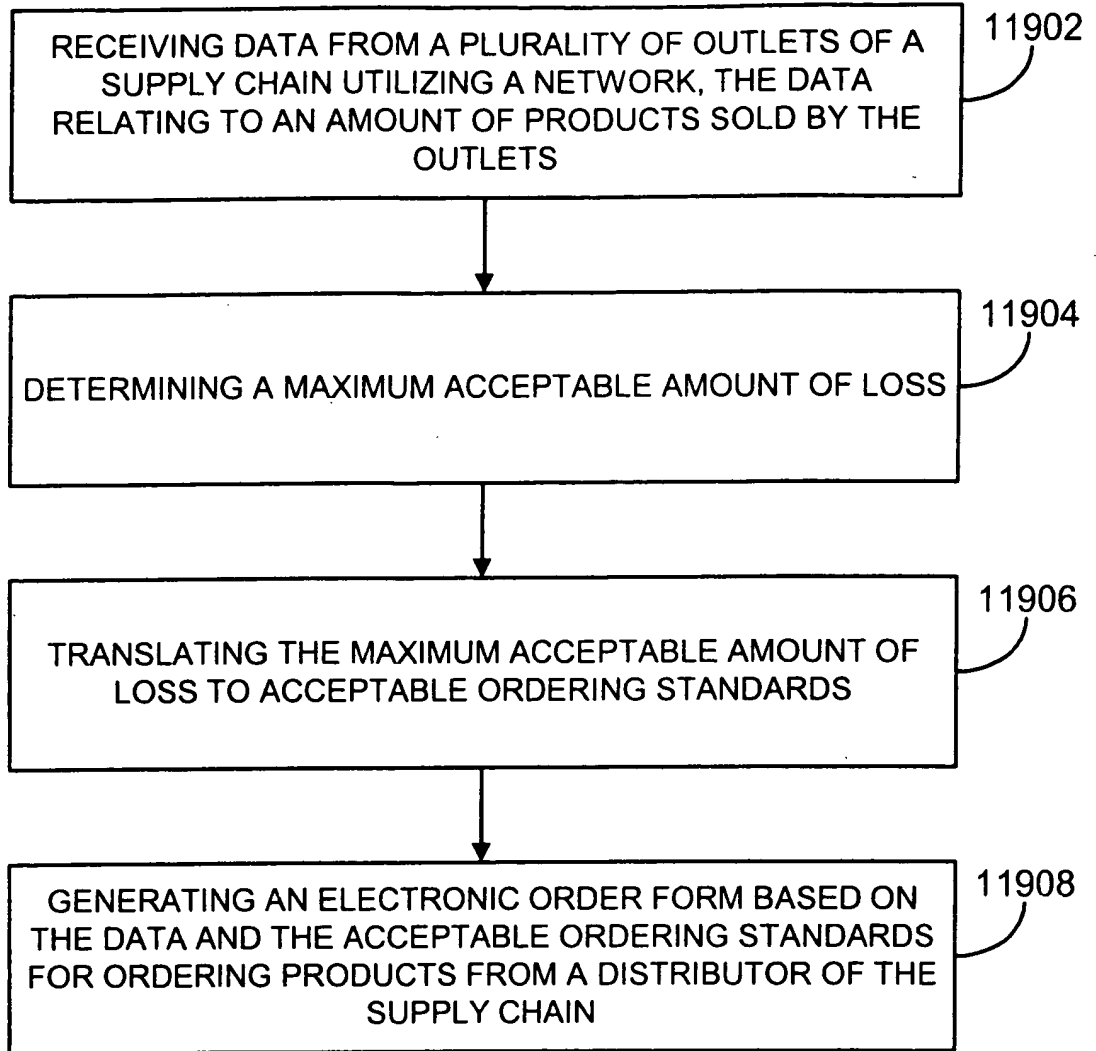 RECEIVING DATA FROM A PLURALITY OF OUTLETS OF A
SUPPLY CHAIN UTILIZING A NETWORK, THE DATA
RELATING TO AN AMOUNT OF PRODUCTS SOLD BY THE
OUTLETS
11902
DETERMINING A MAXIMUM ACCEPTABLE AMOUNT OF LOSS
11904
TRANSLATING THE MAXIMUM ACCEPTABLE AMOUNT OF
LOSS TO ACCEPTABLE ORDERING STANDARDS
11906
GENERATING AN ELECTRONIC ORDER FORM BASED ON
THE DATA AND THE ACCEPTABLE ORDERING STANDARDS
FOR ORDERING PRODUCTS FROM A DISTRIBUTOR OF THE
SUPPLY CHAIN
11908